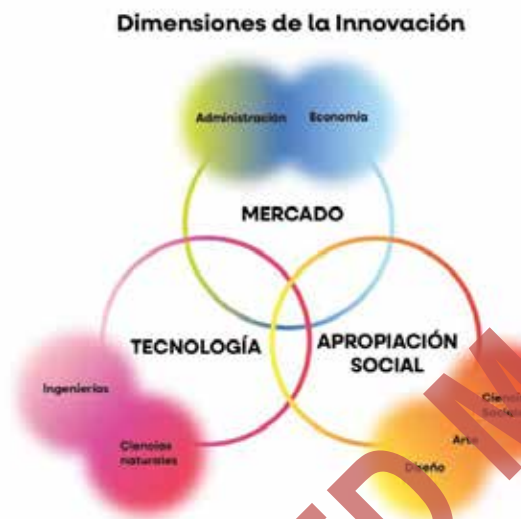 Dimensiones de la Innovación
Administración
Economía
MERCADO
TECNOLOGÍA
APROPIACIÓN
SOCIAL
Ingenierías
Ciencias
naturales
Arte
Diseño